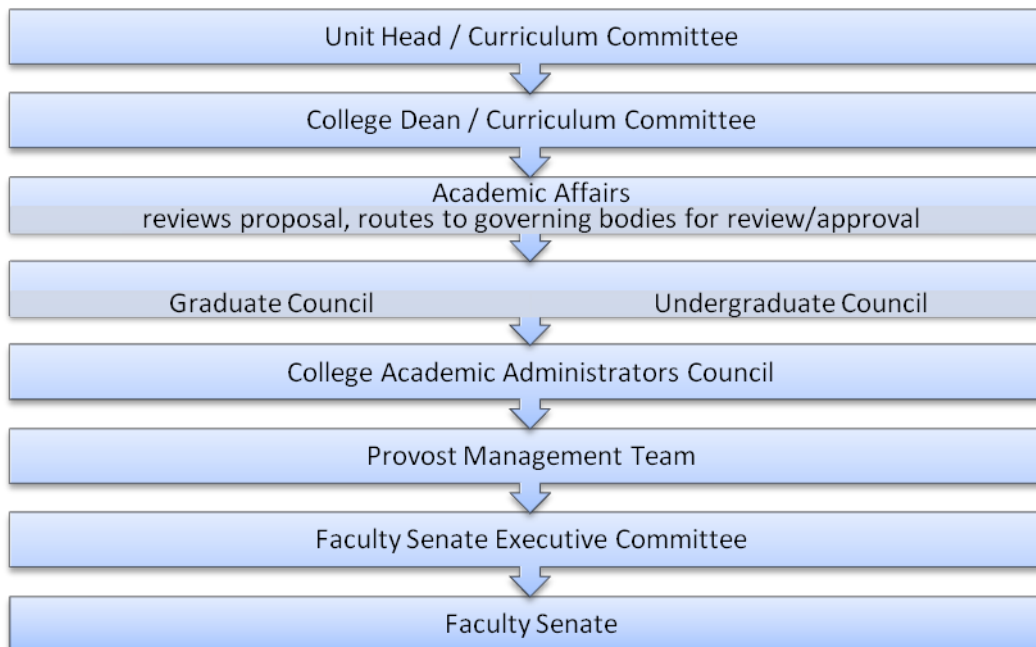 Unit Head / Curriculum Committee
College Dean / Curriculum Committee
Academic Affairs
reviews proposal, routes to governing bodies for review/approval
Graduate Council Undergraduate Council
College Academic Administrators Council
Provost Management Team
Faculty Senate Executive Committee
Faculty Senate